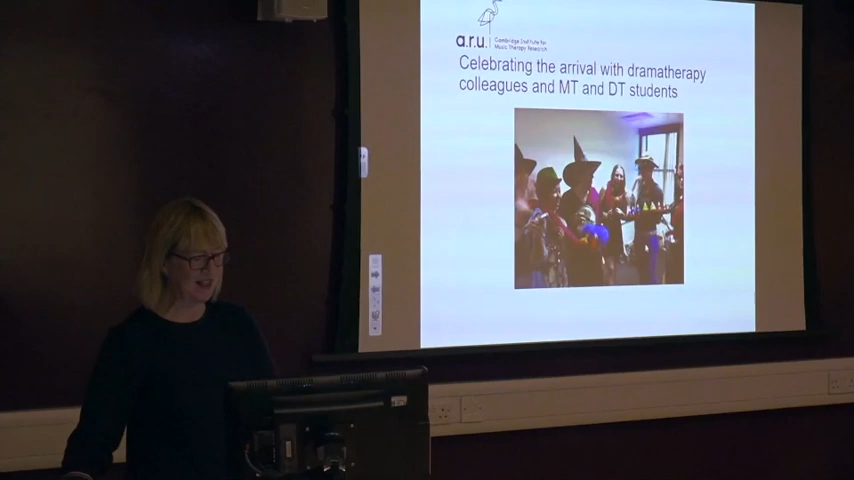 a.r.u.
Cambridge Institute for
Music Therapy Research
Celebrating the arrival with dramatherapy
colleagues and MT and DT students